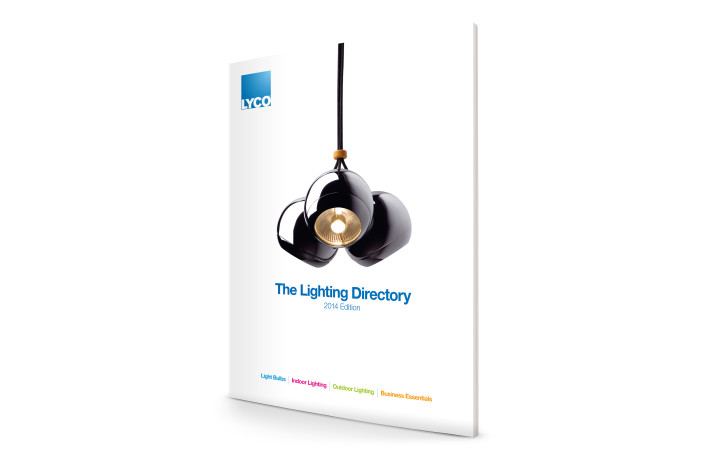 LYCO
The Lighting Directory
2014 Edition
Light Bulbs | Indoor Lighting | Outdoor Lighting | Business Essentials